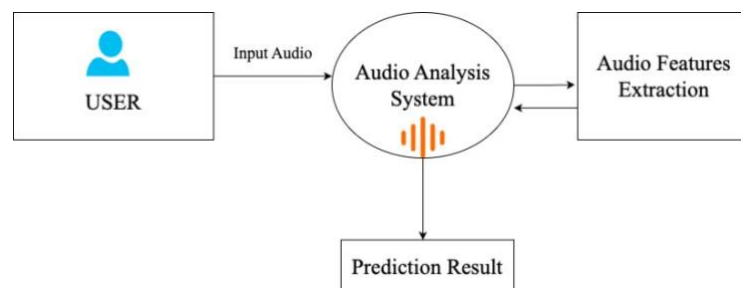 Input Audio
USER
Audio Analysis
System
Audio Features
Extraction
Prediction Result